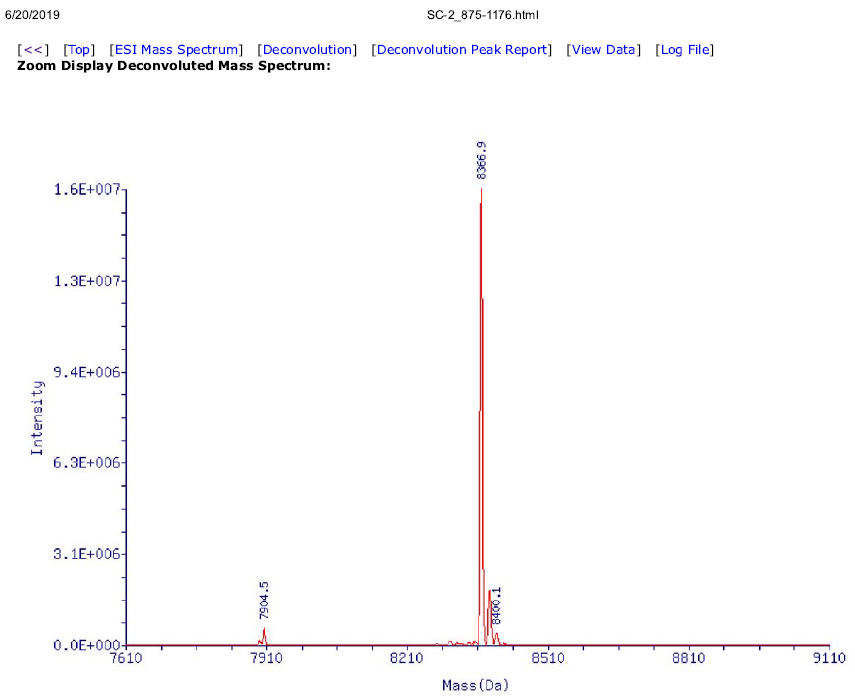 6/20/2019 SC-2_875-1176.html
[<<] [Top] [ESI Mass Spectrum] [Deconvolution] [Deconvolution Peak Report] [View Data] [Log File]
Zoom Display Deconvoluted Mass Spectrum:
8366.9
1.6E+007
1.3E+007
9.4E+006
Intensity
6.3E+006
3.1E+006
7904.5
8400.1
0.0E+000
7610 7910 8210 8510 8810 9110
Mass(Da)